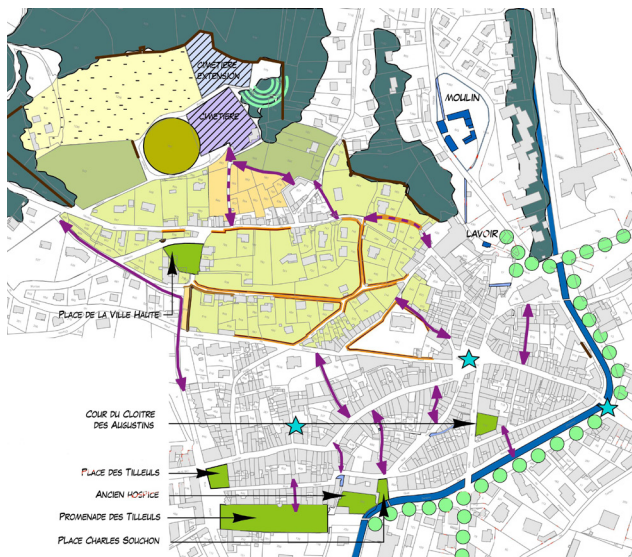 CIMETIÈRE
EXTENSION
CIMETIÈRE
MOULIN
LAVOIR
PLACE DE LA VILLE HAUTE
COUR DU CLOITRE
DES AUGUSTINS
PLACE DES TILLEULS
ANCIEN HOSPICE
PROMENADE DES TILLEULS
PLACE CHARLES SOUCHON